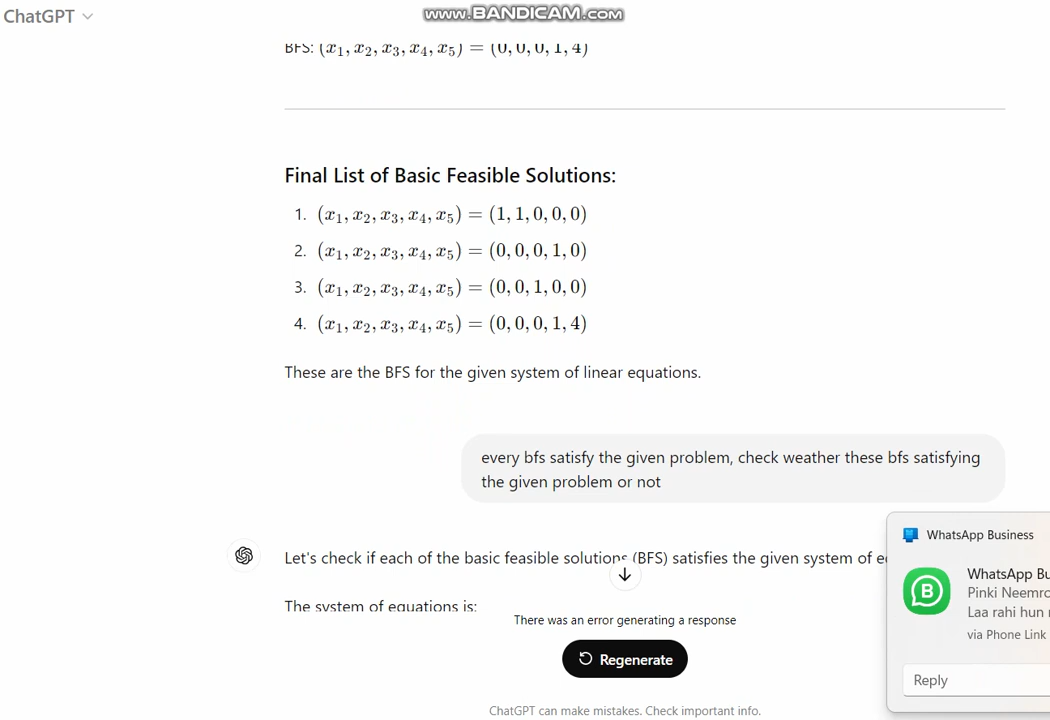 ChatGPT
www.BANDICAM.com
BFS: (x₁, x₂, x₃, x₄, x₅) = (0, 0, 0, 1, 4)
Final List of Basic Feasible Solutions:
1. (x₁, x₂, x₃, x₄, x₅) = (1, 1, 0, 0, 0)
2. (x₁, x₂, x₃, x₄, x₅) = (0, 0, 0, 1, 0)
3. (x₁, x₂, x₃, x₄, x₅) = (0, 0, 1, 0, 0)
4. (x₁, x₂, x₃, x₄, x₅) = (0, 0, 0, 1, 4)
These are the BFS for the given system of linear equations.
every bfs satisfy the given problem, check weather these bfs satisfying
the given problem or not
WhatsApp Business
Let's check if each of the basic feasible solutions (BFS) satisfies the given system of
WhatsApp Bu
Pinki Neemro
Laa rahi hun
via Phone Link
The system of equations is:
There was an error generating a response
Regenerate
Reply
ChatGPT can make mistakes. Check important info.